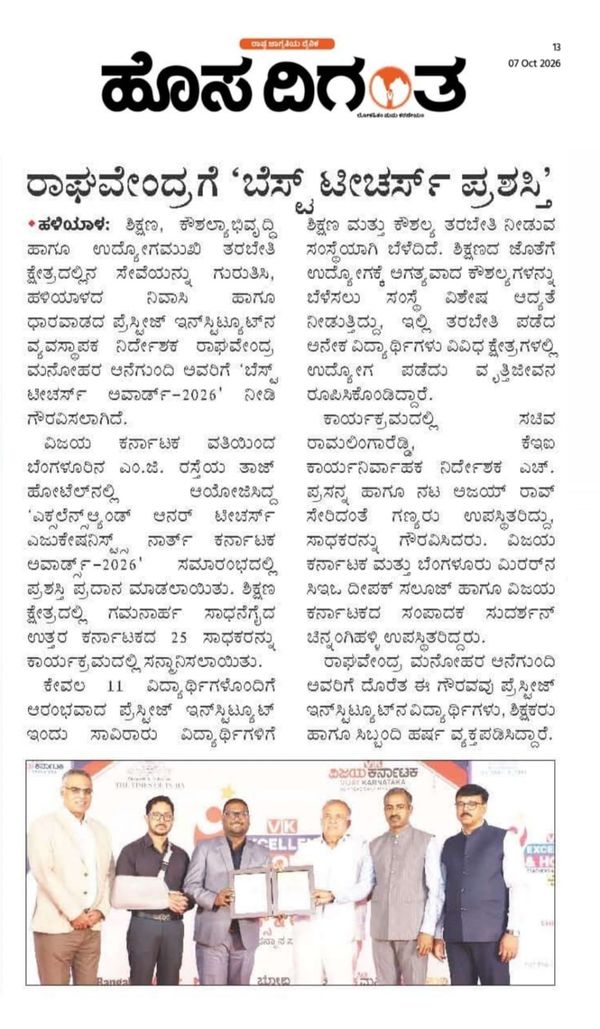 ರಾಷ್ಟ್ರ ಜಾಗೃತಿಯ ದೈನಿಕ
ಹೊಸ ದಿಗಂತ
13
07 Oct 2026
ರಾಘವೇಂದ್ರಗೆ 'ಬೆಸ್ಟ್ ಟೀಚರ್ಸ್ ಪ್ರಶಸ್ತಿ'
ಹಳಿಯಾಳ: ಶಿಕ್ಷಣ, ಕೌಶಲ್ಯಾಭಿವೃದ್ಧಿ
ಹಾಗೂ ಉದ್ಯೋಗಮುಖಿ ತರಬೇತಿ
ಕ್ಷೇತ್ರದಲ್ಲಿನ ಸೇವೆಯನ್ನು ಗುರುತಿಸಿ,
ಹಳಿಯಾಳದ ನಿವಾಸಿ ಹಾಗೂ
ಧಾರವಾಡದ ಪ್ರೆಸ್ಟೀಜ್ ಇನ್‌ಸ್ಟಿಟ್ಯೂಟ್‌ನ
ವ್ಯವಸ್ಥಾಪಕ ನಿರ್ದೇಶಕ ರಾಘವೇಂದ್ರ
ಮನೋಹರ ಆನೆಗುಂದಿ ಅವರಿಗೆ 'ಬೆಸ್ಟ್
ಟೀಚರ್ಸ್ ಅವಾರ್ಡ್-2026' ನೀಡಿ
ಗೌರವಿಸಲಾಗಿದೆ.
ವಿಜಯ ಕರ್ನಾಟಕ ವತಿಯಿಂದ
ಬೆಂಗಳೂರಿನ ಎಂ.ಜಿ. ರಸ್ತೆಯ ತಾಜ್
ಹೋಟೆಲ್‌ನಲ್ಲಿ ಆಯೋಜಿಸಿದ್ದ
'ಎಕ್ಸಲೆನ್ಸ್‌ಆ್ಯಂಡ್ ಆನರ್ ಟೀಚರ್ಸ್
ಎಜುಕೇಷನಿಸ್ಟ್ಸ್ ನಾರ್ತ್ ಕರ್ನಾಟಕ
ಅವಾರ್ಡ್ಸ್-2026' ಸಮಾರಂಭದಲ್ಲಿ
ಪ್ರಶಸ್ತಿ ಪ್ರದಾನ ಮಾಡಲಾಯಿತು. ಶಿಕ್ಷಣ
ಕ್ಷೇತ್ರದಲ್ಲಿ ಗಮನಾರ್ಹ ಸಾಧನೆಗೈದ
ಉತ್ತರ ಕರ್ನಾಟಕದ 25 ಸಾಧಕರನ್ನು
ಕಾರ್ಯಕ್ರಮದಲ್ಲಿ ಸನ್ಮಾನಿಸಲಾಯಿತು.
ಕೇವಲ 11 ವಿದ್ಯಾರ್ಥಿಗಳೊಂದಿಗೆ
ಆರಂಭವಾದ ಪ್ರೆಸ್ಟೀಜ್ ಇನ್‌ಸ್ಟಿಟ್ಯೂಟ್
ಇಂದು ಸಾವಿರಾರು ವಿದ್ಯಾರ್ಥಿಗಳಿಗೆ
ಶಿಕ್ಷಣ ಮತ್ತು ಕೌಶಲ್ಯ ತರಬೇತಿ ನೀಡುವ
ಸಂಸ್ಥೆಯಾಗಿ ಬೆಳೆದಿದೆ. ಶಿಕ್ಷಣದ ಜೊತೆಗೆ
ಉದ್ಯೋಗಕ್ಕೆ ಅಗತ್ಯವಾದ ಕೌಶಲ್ಯಗಳನ್ನು
ಬೆಳೆಸಲು ಸಂಸ್ಥೆ ವಿಶೇಷ ಆದ್ಯತೆ
ನೀಡುತ್ತಿದ್ದು, ಇಲ್ಲಿ ತರಬೇತಿ ಪಡೆದ
ಅನೇಕ ವಿದ್ಯಾರ್ಥಿಗಳು ವಿವಿಧ ಕ್ಷೇತ್ರಗಳಲ್ಲಿ
ಉದ್ಯೋಗ ಪಡೆದು ವೃತ್ತಿಜೀವನ
ರೂಪಿಸಿಕೊಂಡಿದ್ದಾರೆ.
ಕಾರ್ಯಕ್ರಮದಲ್ಲಿ ಸಚಿವ
ರಾಮಲಿಂಗಾರೆಡ್ಡಿ, ಕೆಇಐ
ಕಾರ್ಯನಿರ್ವಾಹಕ ನಿರ್ದೇಶಕ ಎಚ್.
ಪ್ರಸನ್ನ ಹಾಗೂ ನಟ ಅಜಯ್ ರಾವ್
ಸೇರಿದಂತೆ ಗಣ್ಯರು ಉಪಸ್ಥಿತರಿದ್ದು,
ಸಾಧಕರನ್ನು ಗೌರವಿಸಿದರು. ವಿಜಯ
ಕರ್ನಾಟಕ ಮತ್ತು ಬೆಂಗಳೂರು ಮಿರರ್‌ನ
ಸಿಇಒ ದೀಪಕ್ ಸಲೂಜ್ ಹಾಗೂ ವಿಜಯ
ಕರ್ನಾಟಕದ ಸಂಪಾದಕ ಸುದರ್ಶನ್
ಚನ್ನಂಗಿಹಳ್ಳಿ ಉಪಸ್ಥಿತರಿದ್ದರು.
ರಾಘವೇಂದ್ರ ಮನೋಹರ ಆನೆಗುಂದಿ
ಅವರಿಗೆ ದೊರೆತ ಈ ಗೌರವವು ಪ್ರೆಸ್ಟೀಜ್
ಇನ್‌ಸ್ಟಿಟ್ಯೂಟ್‌ನ ವಿದ್ಯಾರ್ಥಿಗಳು, ಶಿಕ್ಷಕರು
ಹಾಗೂ ಸಿಬ್ಬಂದಿ ಹರ್ಷ ವ್ಯಕ್ತಪಡಿಸಿದ್ದಾರೆ.
THE TIMES OF INDIA
ವಿಜಯ ಕರ್ನಾಟಕ
VIJAY KARNATAKA
VK